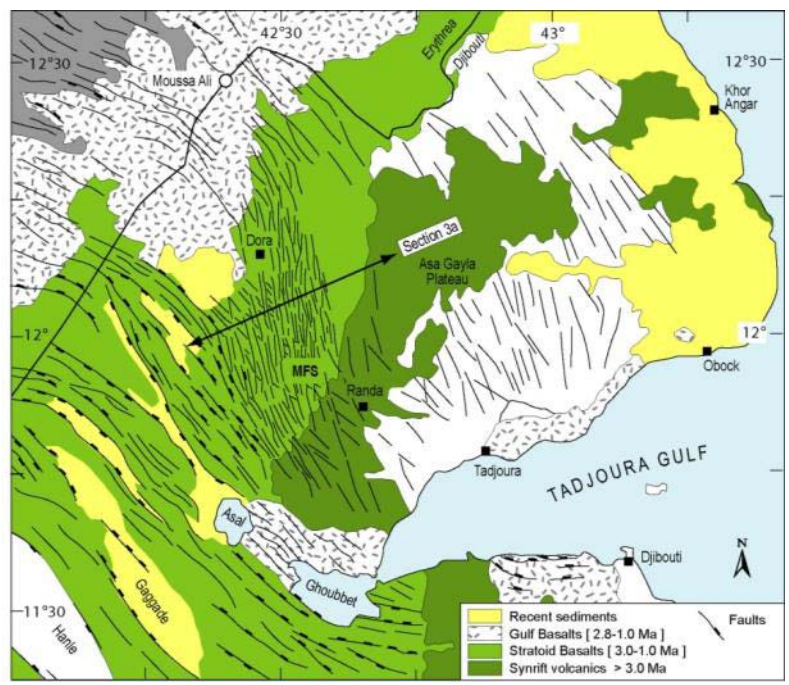 42°30
43°
12°30
12°30
Erythrea
Djibouti
Moussa Ali
Khor
Angar
Dora
Section 3a
Asa Gayla
Plateau
12°
12°
MFS
Obock
Randa
Tadjoura
TADJOURA GULF
Asal
N
Djibouti
Ghoubbet
Gaggade
11°30
Hanle
Recent sediments
Faults
Gulf Basalts [ 2.8-1.0 Ma ]
Stratoid Basalts [ 3.0-1.0 Ma ]
Synrift volcanics > 3.0 Ma